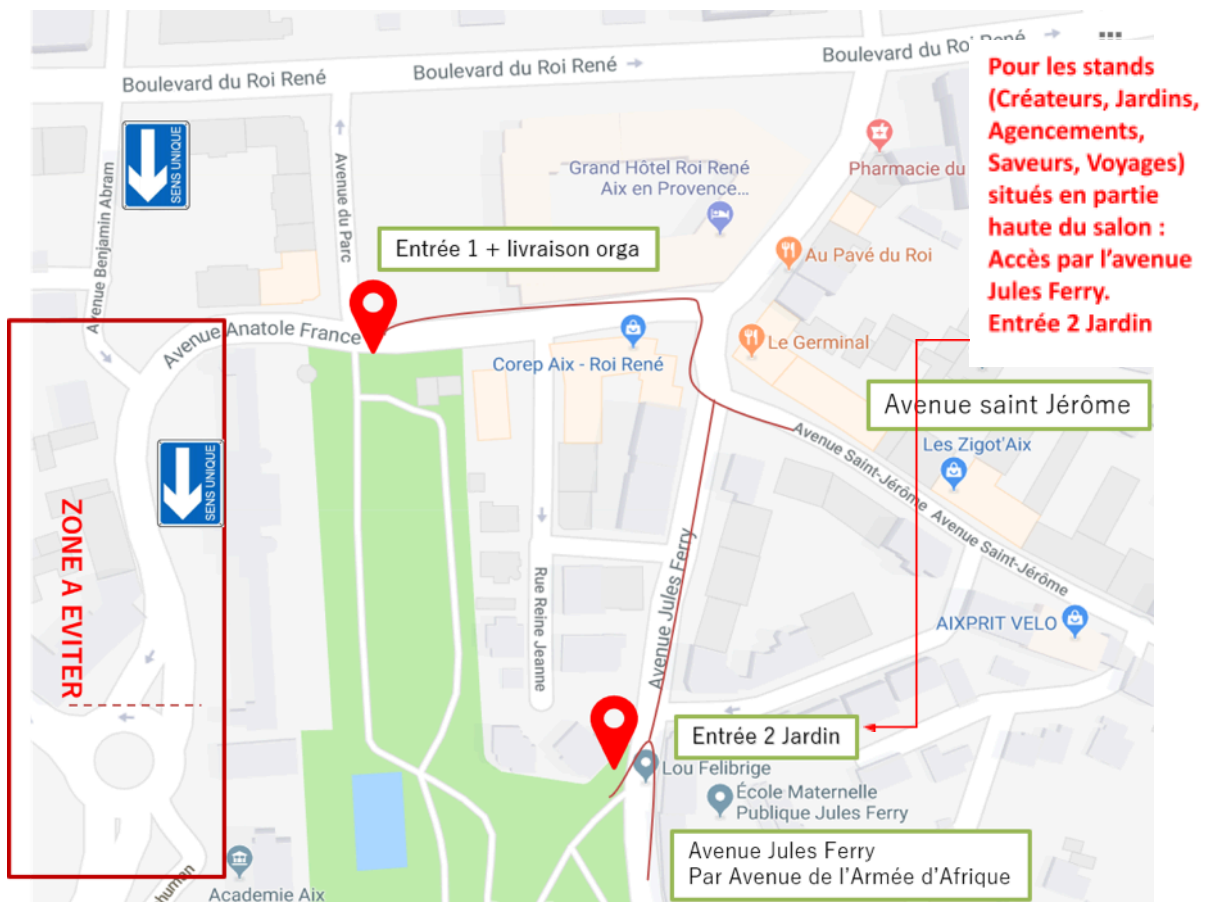 Boulevard du Roi René
Boulevard du Roi René
Boulevard du Roi René
Pour les stands
(Créateurs, Jardins,
Agencements,
Saveurs, Voyages)
situés en partie
haute du salon :
Accès par l'avenue
Jules Ferry.
Entrée 2 Jardin
SENS UNIQUE
Avenue Benjamin Abram
Avenue du Parc
Grand Hôtel Roi René
Aix en Provence...
Pharmacie du
Entrée 1 + livraison orga
Au Pavé du Roi
Avenue Anatole France
Corep Aix - Roi René
Le Germinal
Avenue saint Jérôme
Avenue Saint-Jérôme
Avenue Saint-Jérôme
Les Zigot'Aix
SENS UNIQUE
ZONE A EVITER
Rue Reine Jeanne
Avenue Jules Ferry
AIXPRIT VELO
Entrée 2 Jardin
Lou Felibrige
École Maternelle
Publique Jules Ferry
Avenue Jules Ferry
Par Avenue de l'Armée d'Afrique
Academie Aix
human